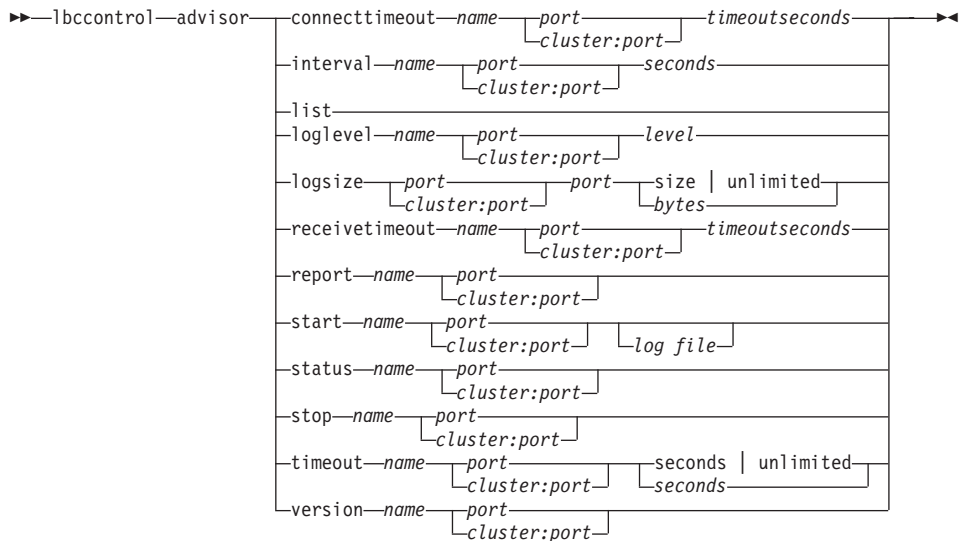 lbccontrol advisor connecttimeout name port timeoutseconds
cluster:port
interval name port seconds
cluster:port
list
loglevel name port level
cluster:port
logsize port port size | unlimited
cluster:port bytes
receivetimeout name port timeoutseconds
cluster:port
report name port
cluster:port
start name port
cluster:port log file
status name port
cluster:port
stop name port
cluster:port
timeout name port seconds | unlimited
cluster:port seconds
version name port
cluster:port